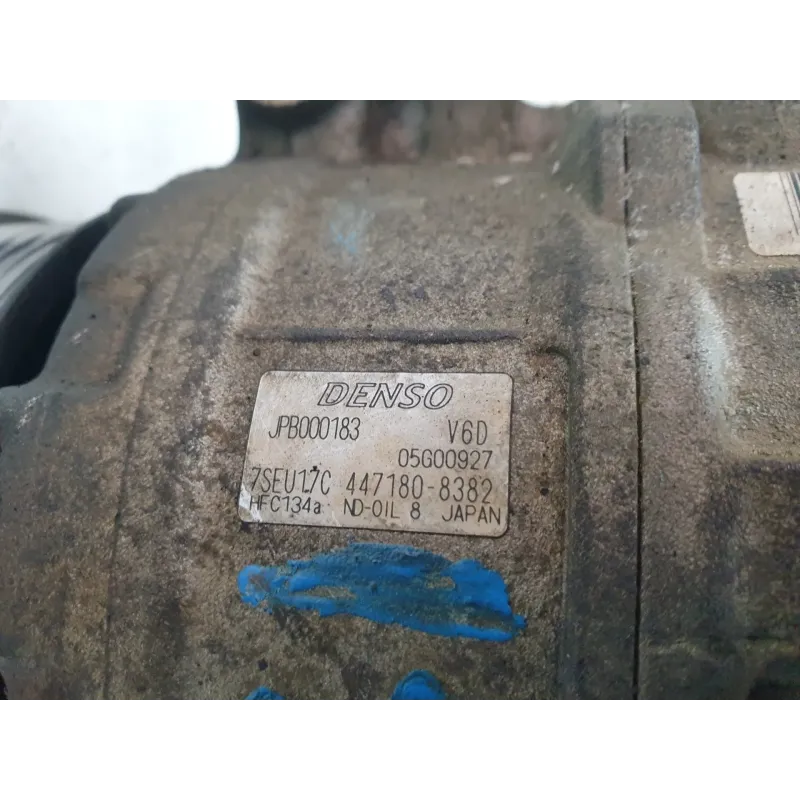 DENSO
JPB000183 V6D
05G00927
7SEU17C 447180-8382
HFC134a ND-OIL 8 JAPAN